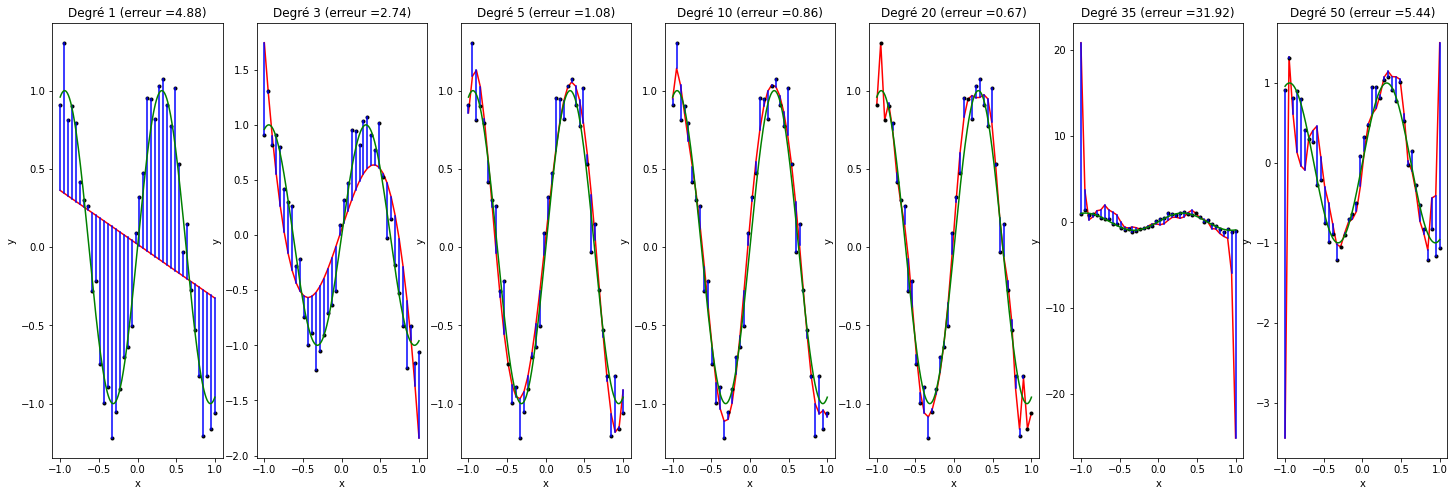 Degré 1 (erreur =4.88)
1.0
0.5
0.0
−0.5
−1.0
y
−1.0 −0.5 0.0 0.5 1.0
x
Degré 3 (erreur =2.74)
1.5
1.0
0.5
0.0
−0.5
−1.0
−1.5
−2.0
y
−1.0 −0.5 0.0 0.5 1.0
x
Degré 5 (erreur =1.08)
1.0
0.5
0.0
−0.5
−1.0
y
−1.0 −0.5 0.0 0.5 1.0
x
Degré 10 (erreur =0.86)
1.0
0.5
0.0
−0.5
−1.0
y
−1.0 −0.5 0.0 0.5 1.0
x
Degré 20 (erreur =0.67)
1.0
0.5
0.0
−0.5
−1.0
y
−1.0 −0.5 0.0 0.5 1.0
x
Degré 35 (erreur =31.92)
20
10
0
−10
−20
y
−1.0 −0.5 0.0 0.5 1.0
x
Degré 50 (erreur =5.44)
1
0
−1
−2
−3
y
−1.0 −0.5 0.0 0.5 1.0
x